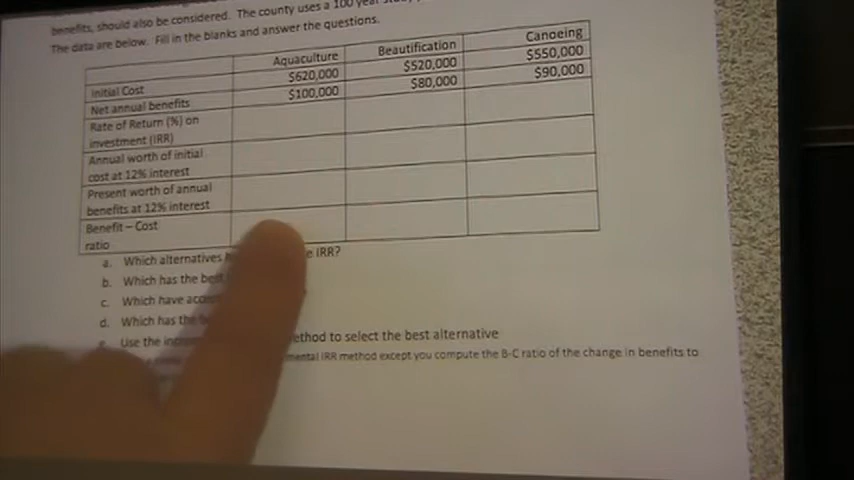 benefits, should also be considered. The county uses a 100 year
The data are below. Fill in the blanks and answer the questions.
Aquaculture Beautification Canoeing
Initial Cost $620,000 $520,000 $550,000
Net annual benefits $100,000 $80,000 $90,000
Rate of Return (%) on
investment (IRR)
Annual worth of initial
cost at 12% interest
Present worth of annual
benefits at 12% interest
Benefit – Cost
ratio
a. Which alternatives IRR?
b. Which has the best
c. Which have
d. Which has the
e. Use the method to select the best alternative
IRR method except you compute the B-C ratio of the change in benefits to